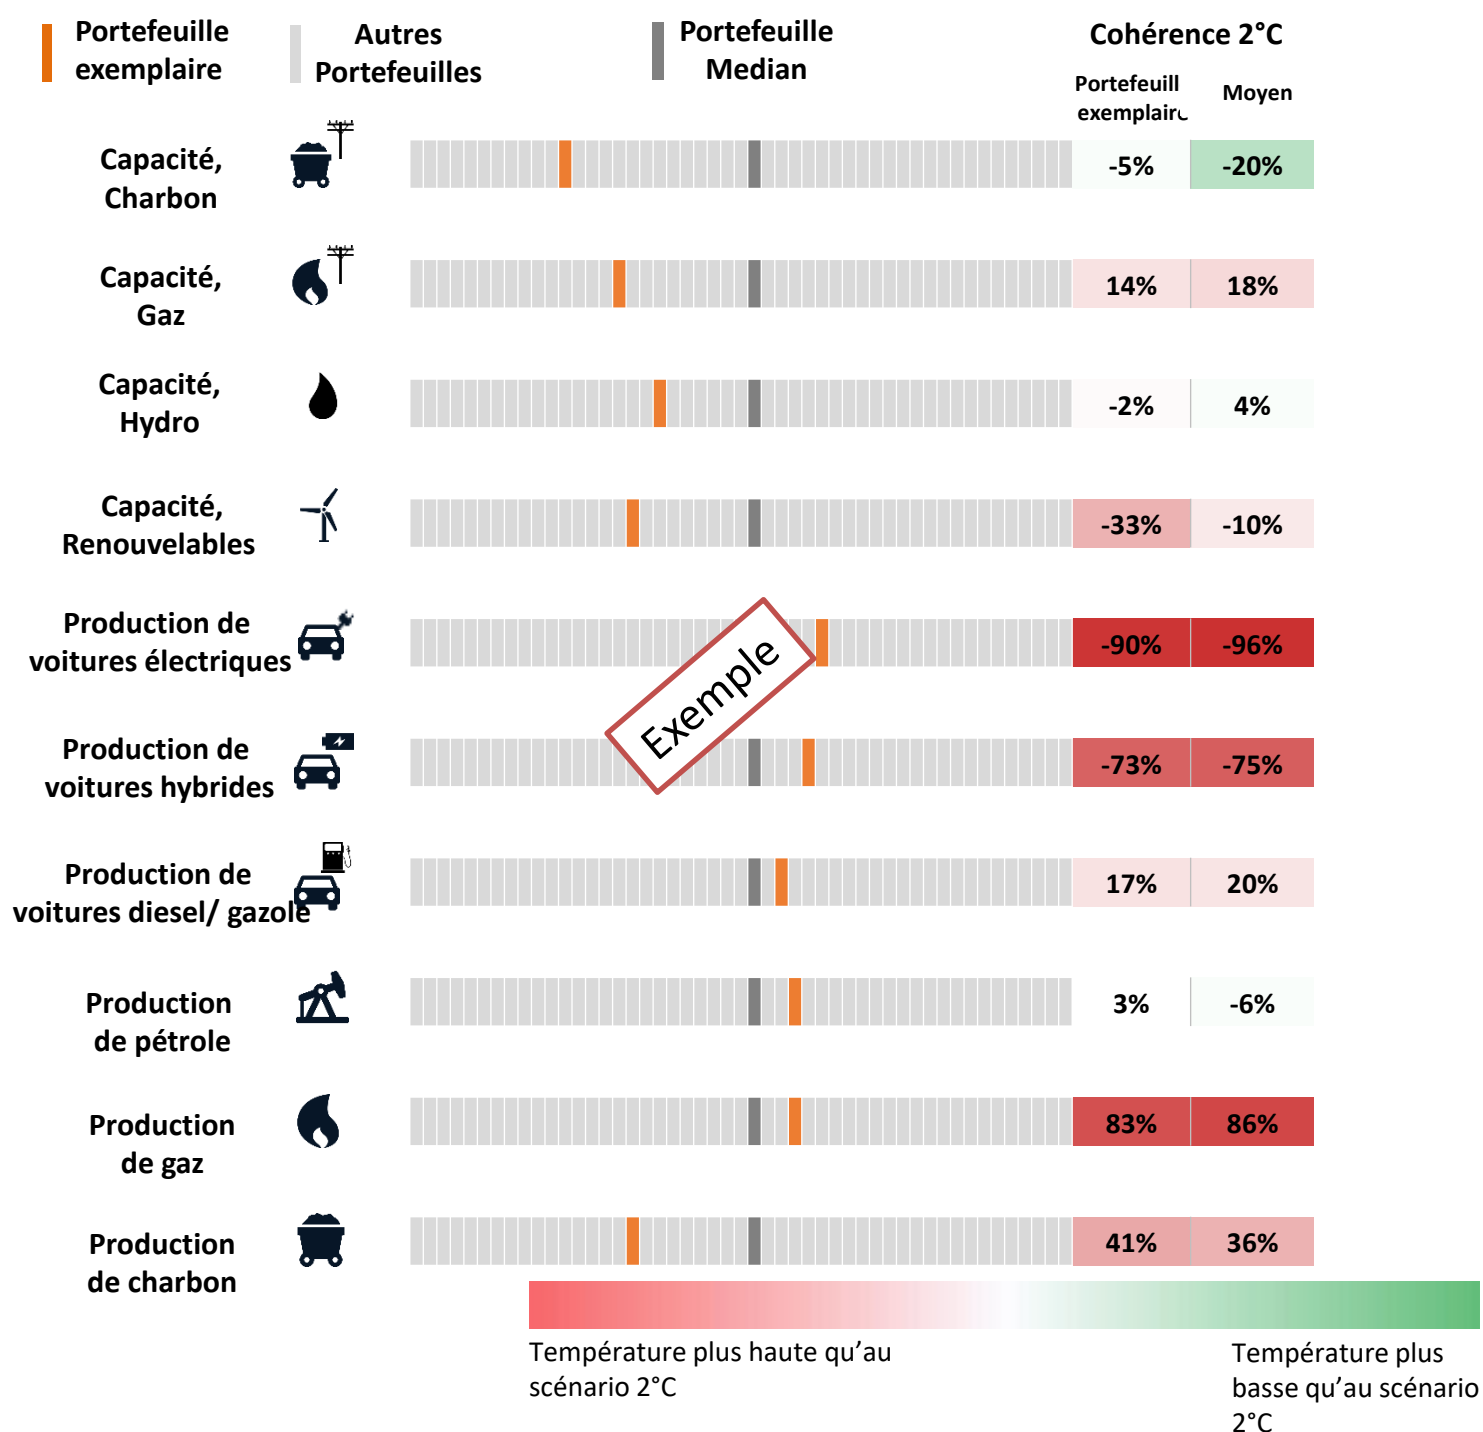 Portefeuille
exemplaire
Autres
Portefeuilles
Portefeuille
Median
Cohérence 2°C
Portefeuill
exemplair
Moyen
Capacité,
Charbon
-5%
-20%
Capacité,
Gaz
14%
18%
Capacité,
Hydro
-2%
4%
Capacité,
Renouvelables
-33%
-10%
Production de
voitures électriques
-90%
-96%
Exemple
Production de
voitures hybrides
-73%
-75%
Production de
voitures diesel/ gazole
17%
20%
Production
de pétrole
3%
-6%
Production
de gaz
83%
86%
Production
de charbon
41%
36%
Température plus haute qu’au
scénario 2°C
Température plus
basse qu’au scénario
2°C